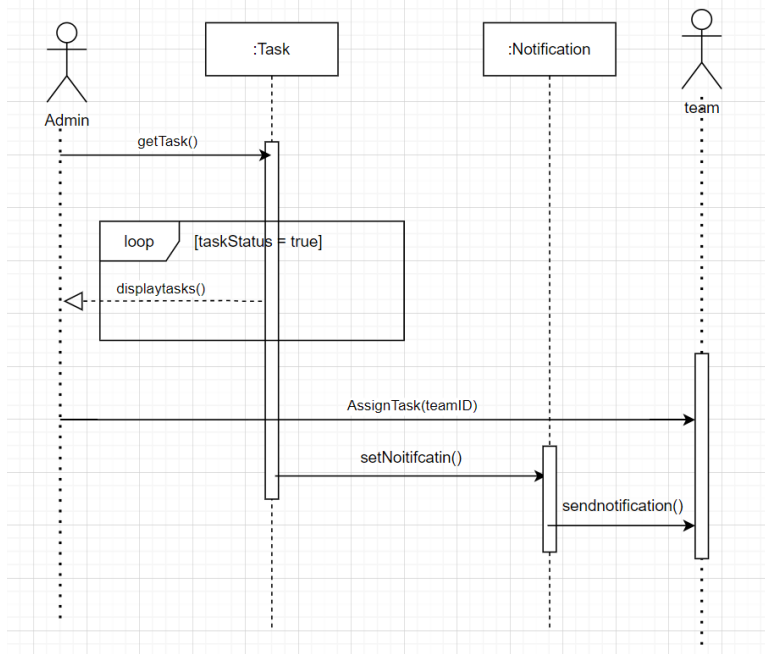 :Task
:Notification
Admin
team
getTask()
loop
[taskStatus = true]
displaytasks()
AssignTask(teamID)
setNoitifcatin()
sendnotification()